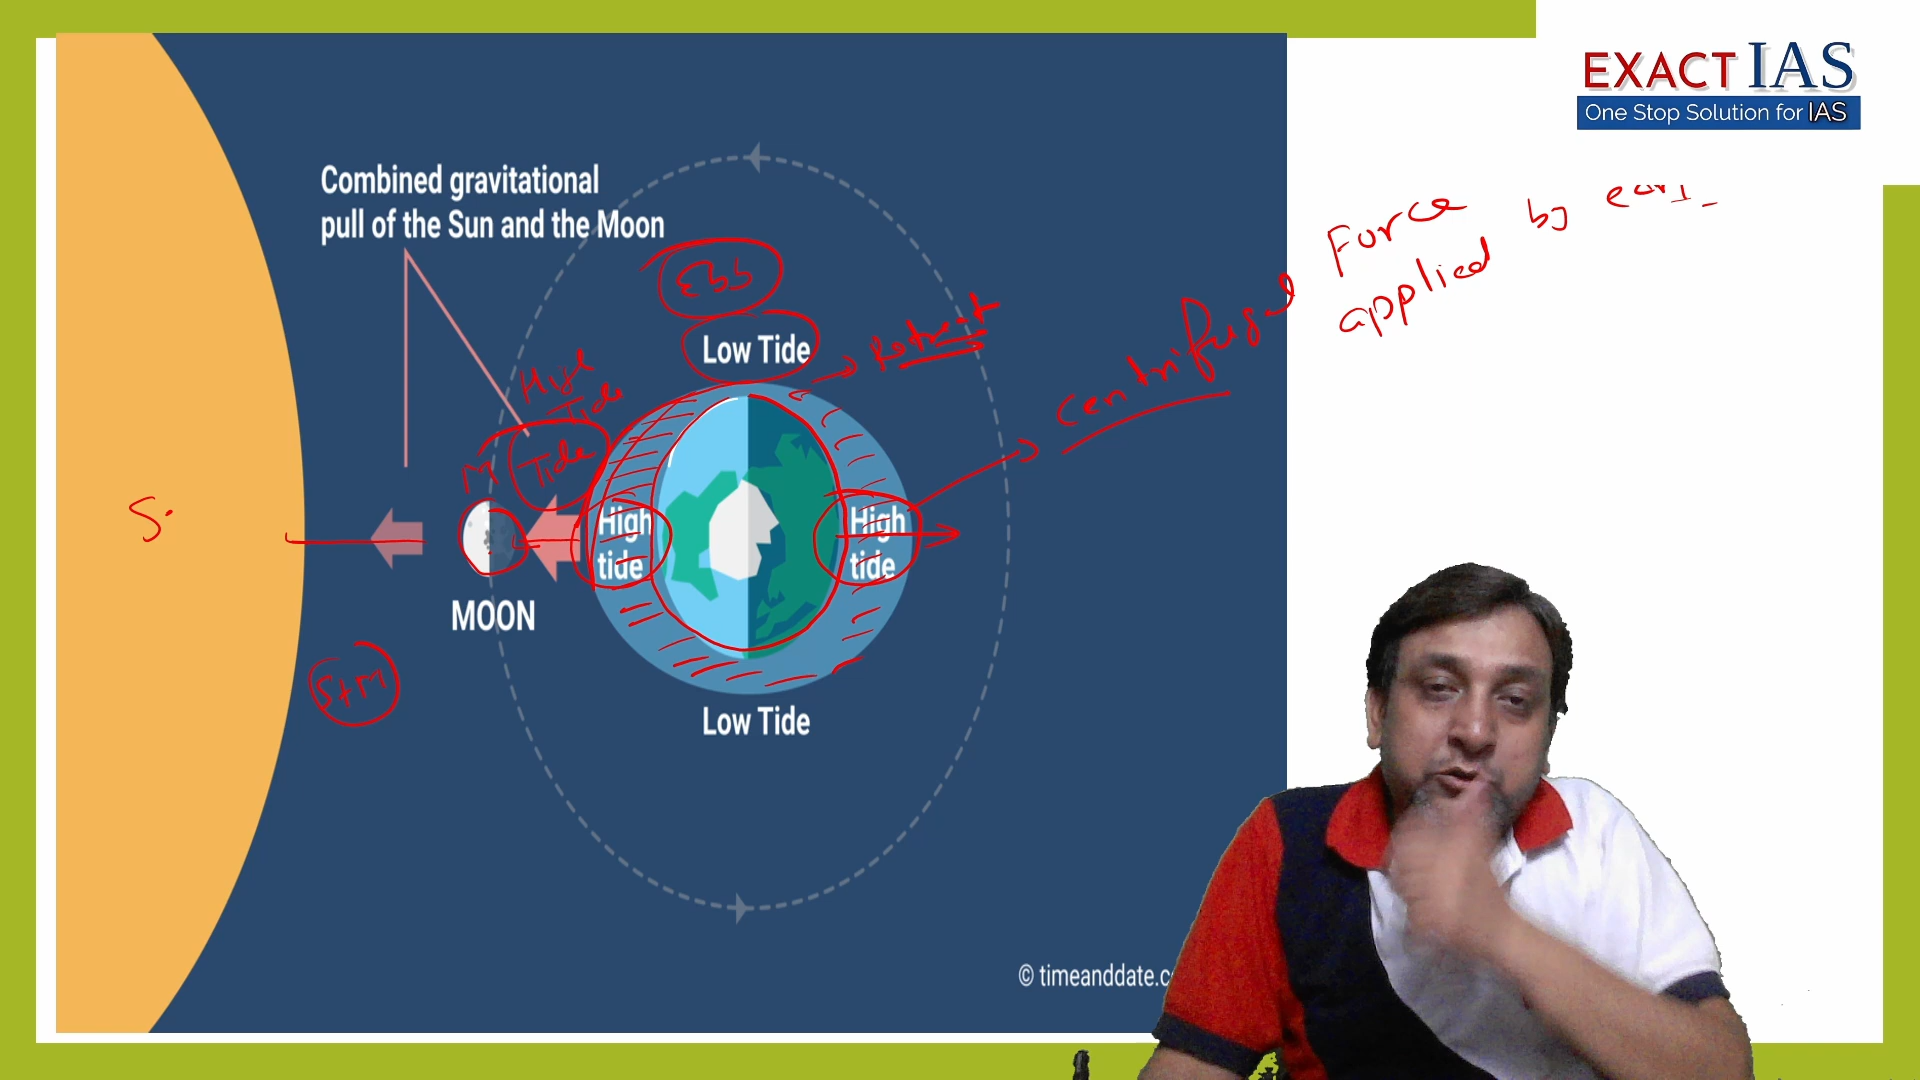 EXACT IAS
One Stop Solution for IAS
Combined gravitational
pull of the Sun and the Moon
Force
applied by
Centrifugal
EBB
Low Tide
Retreat
High
Tide
M
Tide
S
High
tide
High
tide
MOON
S+M
Low Tide
© timeanddate.c